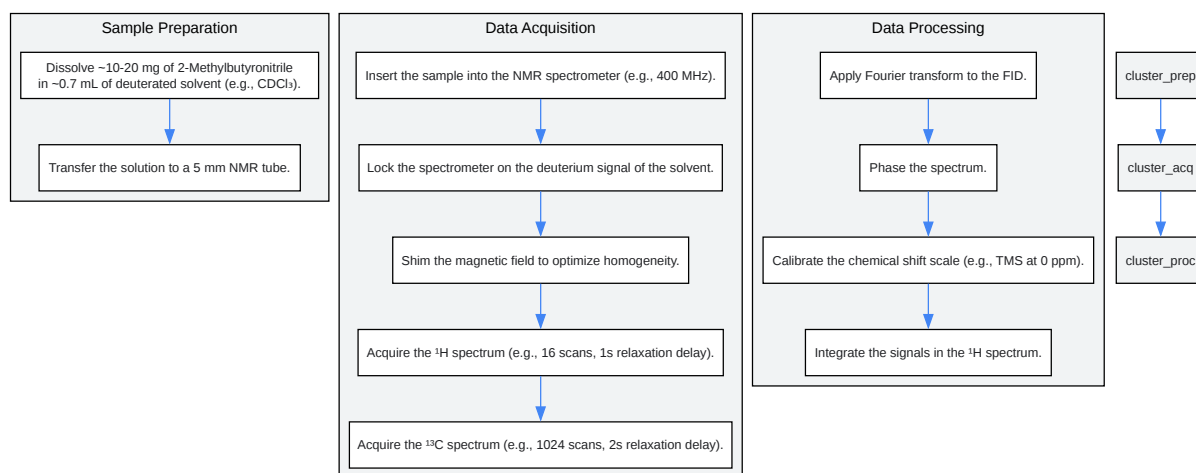 Sample Preparation
Dissolve ~10-20 mg of 2-Methylbutyronitrile
in ~0.7 mL of deuterated solvent (e.g., CDCl₃).
Transfer the solution to a 5 mm NMR tube.
Data Acquisition
Insert the sample into the NMR spectrometer (e.g., 400 MHz).
Lock the spectrometer on the deuterium signal of the solvent.
Shim the magnetic field to optimize homogeneity.
Acquire the ¹H spectrum (e.g., 16 scans, 1s relaxation delay).
Acquire the ¹³C spectrum (e.g., 1024 scans, 2s relaxation delay).
Data Processing
Apply Fourier transform to the FID.
Phase the spectrum.
Calibrate the chemical shift scale (e.g., TMS at 0 ppm).
Integrate the signals in the ¹H spectrum.
cluster_prep
cluster_acq
cluster_proc